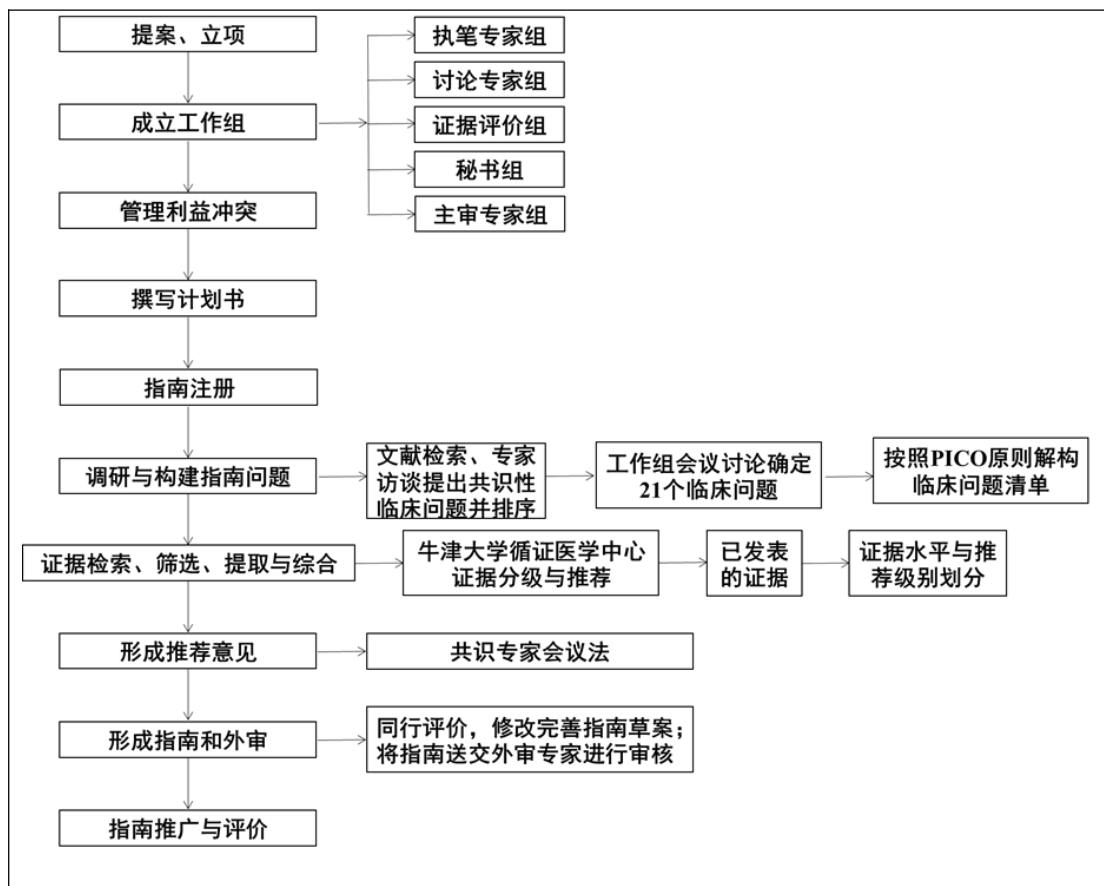 提案、立项
成立工作组
执笔专家组
讨论专家组
证据评价组
秘书组
主审专家组
管理利益冲突
撰写计划书
指南注册
调研与构建指南问题
文献检索、专家
访谈提出共识性
临床问题并排序
工作组会议讨论确定
21个临床问题
按照PICO原则解构
临床问题清单
证据检索、筛选、提取与综合
牛津大学循证医学中心
证据分级与推荐
已发表
的证据
证据水平与推
荐级别划分
形成推荐意见
共识专家会议法
形成指南和外审
同行评价，修改完善指南草案；
将指南送交外审专家进行审核
指南推广与评价